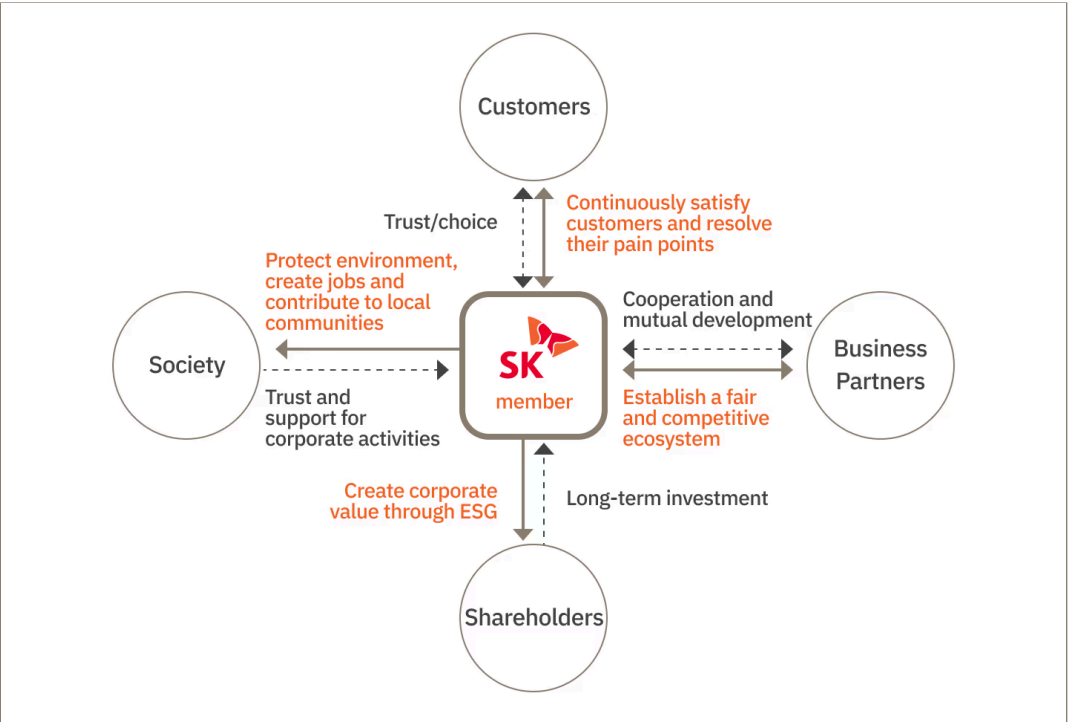 Customers
Trust/choice
Continuously satisfy
customers and resolve
their pain points
Protect environment,
create jobs and
contribute to local
communities
Cooperation and
mutual development
Society
SK
member
Business
Partners
Trust and
support for
corporate activities
Establish a fair
and competitive
ecosystem
Create corporate
value through ESG
Long-term investment
Shareholders